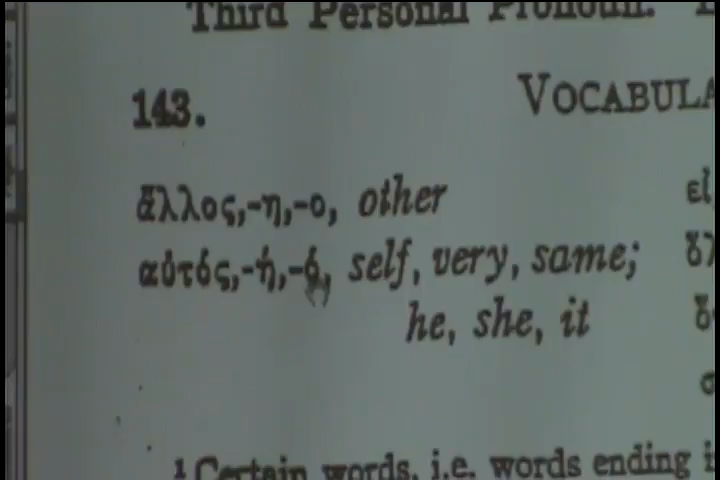 Third Personal Pronoun.
143. VOCABULA
ἄλλος,-η,-ο, other
αὐτός,-ή,-ό, self, very, same;
he, she, it
¹ Certain words, i.e. words ending